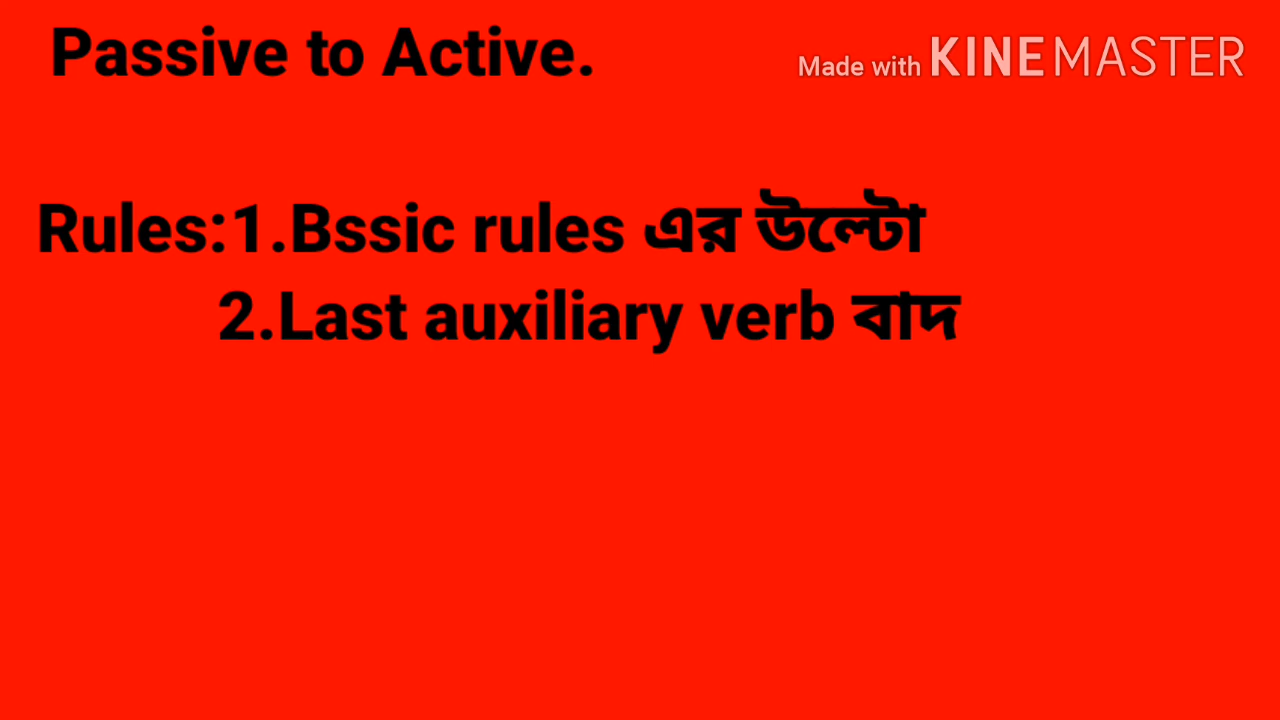 Passive to Active.
Made with KINEMASTER
Rules:1.Bssic rules এর উল্টো
2.Last auxiliary verb বাদ